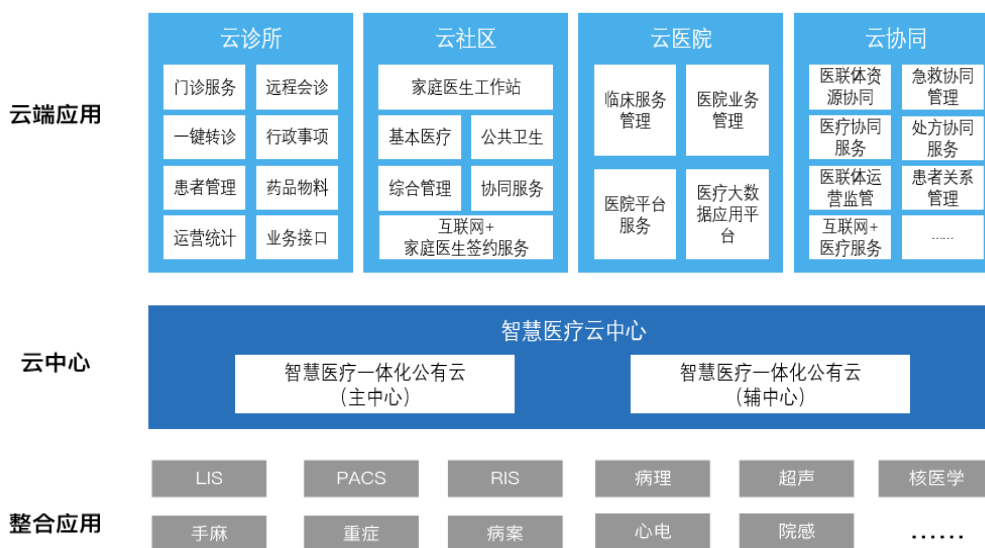 云端应用
云诊所
门诊服务
远程会诊
一键转诊
行政事项
患者管理
药品物料
运营统计
业务接口
云社区
家庭医生工作站
基本医疗
公共卫生
综合管理
协同服务
互联网+
家庭医生签约服务
云医院
临床服务
管理
医院业务
管理
医院平台
服务
医疗大数
据应用平
台
云协同
医联体资
源协同
急救协同
管理
医疗协同
服务
处方协同
服务
医联体运
营监管
患者关系
管理
互联网+
医疗服务
……
云中心
智慧医疗云中心
智慧医疗一体化公有云
（主中心）
智慧医疗一体化公有云
（辅中心）
整合应用
LIS
PACS
RIS
病理
超声
核医学
手麻
重症
病案
心电
院感
……